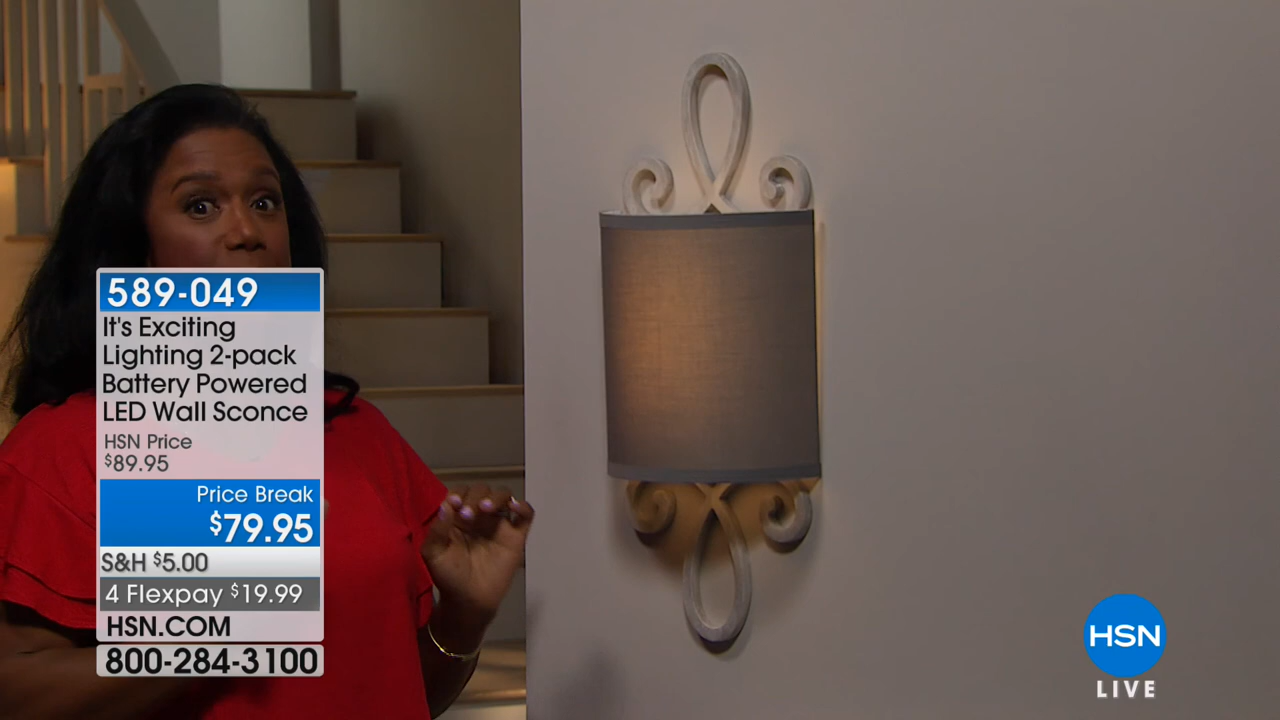 589-049
It's Exciting
Lighting 2-pack
Battery Powered
LED Wall Sconce
HSN Price
$89.95
Price Break
$79.95
S&H $5.00
4 Flexpay $19.99
HSN.COM
800-284-3100
HSN
LIVE